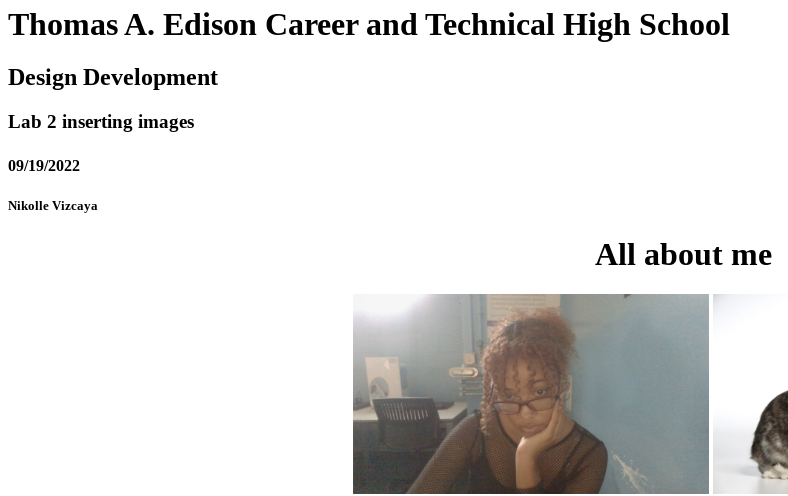 Thomas A. Edison Career and Technical High School
Design Development
Lab 2 inserting images
09/19/2022
Nikolle Vizcaya
All about me